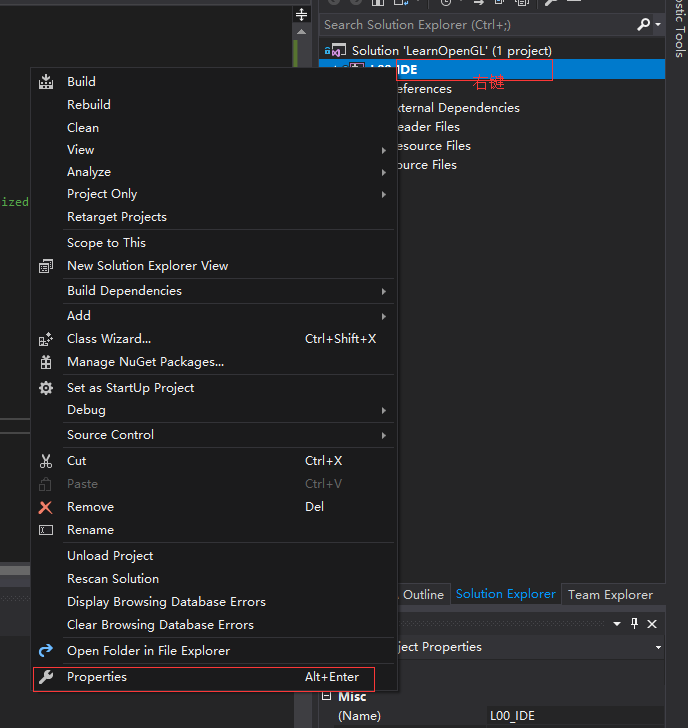 ostic Tools
Search Solution Explorer (Ctrl+;)
Solution 'LearnOpenGL' (1 project)
L00_IDE
右键
eferences
xternal Dependencies
eader Files
esource Files
ource Files
ized
Build
Rebuild
Clean
View
Analyze
Project Only
Retarget Projects
Scope to This
New Solution Explorer View
Build Dependencies
Add
Class Wizard... Ctrl+Shift+X
Manage NuGet Packages...
Set as StartUp Project
Debug
Source Control
Cut Ctrl+X
Paste Ctrl+V
Remove Del
Rename
Unload Project
Rescan Solution
Display Browsing Database Errors
Clear Browsing Database Errors
Open Folder in File Explorer
Properties Alt+Enter
Outline Solution Explorer Team Explorer
ject Properties
Misc
(Name) L00_IDE